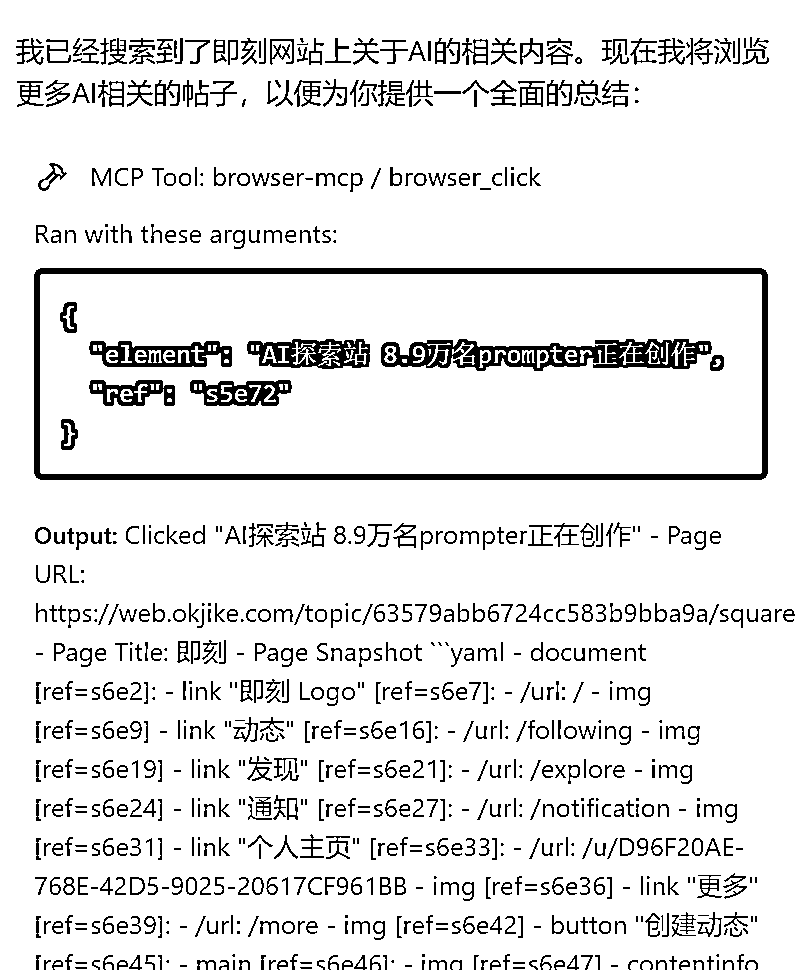 我已经搜索到了即刻网站上关于AI的相关内容。现在我将浏览
更多AI相关的帖子，以便为你提供一个全面的总结：
MCP Tool: browser-mcp / browser_click
Ran with these arguments:
{
"element": "AI探索站 8.9万名prompter正在创作",
"ref": "s5e72"
}
Output: Clicked "AI探索站 8.9万名prompter正在创作" - Page
URL:
https://web.okjike.com/topic/63579abb6724cc583b9bba9a/square
- Page Title: 即刻 - Page Snapshot ```yaml - document
[ref=s6e2]: - link "即刻 Logo" [ref=s6e7]: - /url: / - img
[ref=s6e9] - link "动态" [ref=s6e16]: - /url: /following - img
[ref=s6e19] - link "发现" [ref=s6e21]: - /url: /explore - img
[ref=s6e24] - link "通知" [ref=s6e27]: - /url: /notification - img
[ref=s6e31] - link "个人主页" [ref=s6e33]: - /url: /u/D96F20AE-
768E-42D5-9025-20617CF961BB - img [ref=s6e36] - link "更多"
[ref=s6e39]: - /url: /more - img [ref=s6e42] - button "创建动态"
[ref=s6e45]: - main [ref=s6e46]: - img [ref=s6e47] - contentinfo